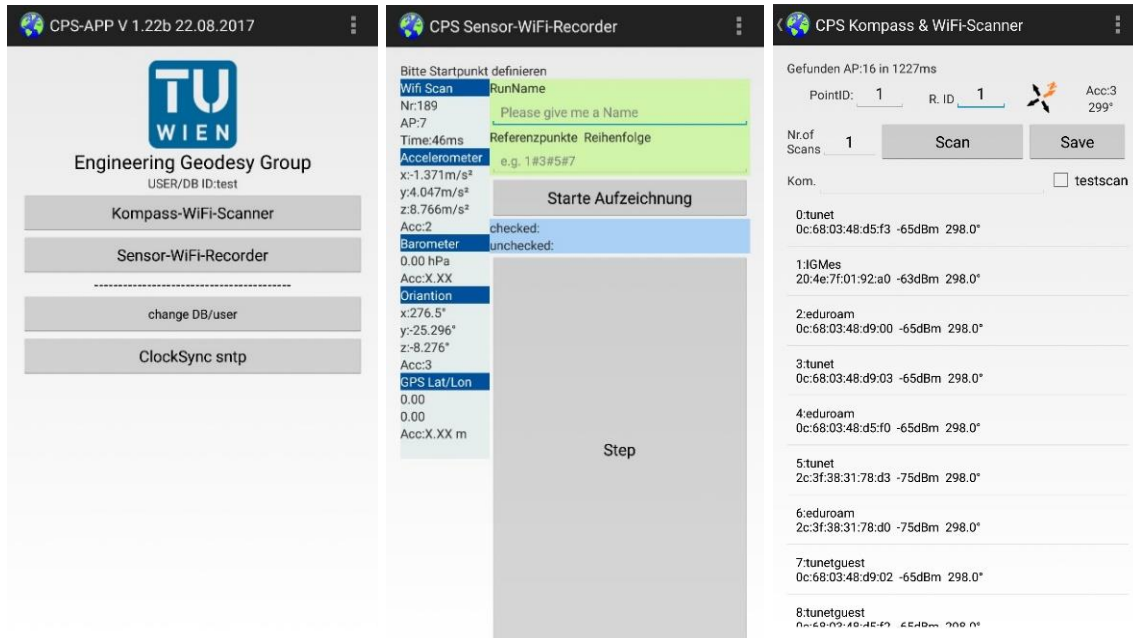 CPS-APP V 1.22b 22.08.2017
TU
WIEN
Engineering Geodesy Group
USER/DB ID:test
Kompass-WiFi-Scanner
Sensor-WiFi-Recorder
change DB/user
ClockSync sntp
CPS Sensor-WiFi-Recorder
Bitte Startpunkt definieren
Wifi Scan
Nr:189
AP:7
Time:46ms
Accelerometer
x:-1.371m/s²
y:4.047m/s²
z:8.766m/s²
Acc:2
Barometer
0.00 hPa
Acc:X.XX
Oriantion
x:276.5°
y:-25.296°
z:-8.276°
Acc:3
GPS Lat/Lon
0.00
0.00
Acc:X.XX m
RunName
Please give me a Name
Referenzpunkte Reihenfolge
e.g. 1#3#5#7
Starte Aufzeichnung
checked:
unchecked:
Step
CPS Kompass & WiFi-Scanner
Gefunden AP:16 in 1227ms
PointID: 1 R. ID 1 Acc:3
299°
Nr.of
Scans 1 Scan Save
Kom. testscan
0:tunet
0c:68:03:48:d5:f3 -65dBm 298.0°
1:IGMes
20:4e:7f:01:92:a0 -63dBm 298.0°
2:eduroam
0c:68:03:48:d9:00 -65dBm 298.0°
3:tunet
0c:68:03:48:d9:03 -65dBm 298.0°
4:eduroam
0c:68:03:48:d5:f0 -65dBm 298.0°
5:tunet
2c:3f:38:31:78:d3 -75dBm 298.0°
6:eduroam
2c:3f:38:31:78:d0 -75dBm 298.0°
7:tunetguest
0c:68:03:48:d9:02 -65dBm 298.0°
8:tunetguest
0c:68:03:48:d5:f2 -65dBm 298.0°